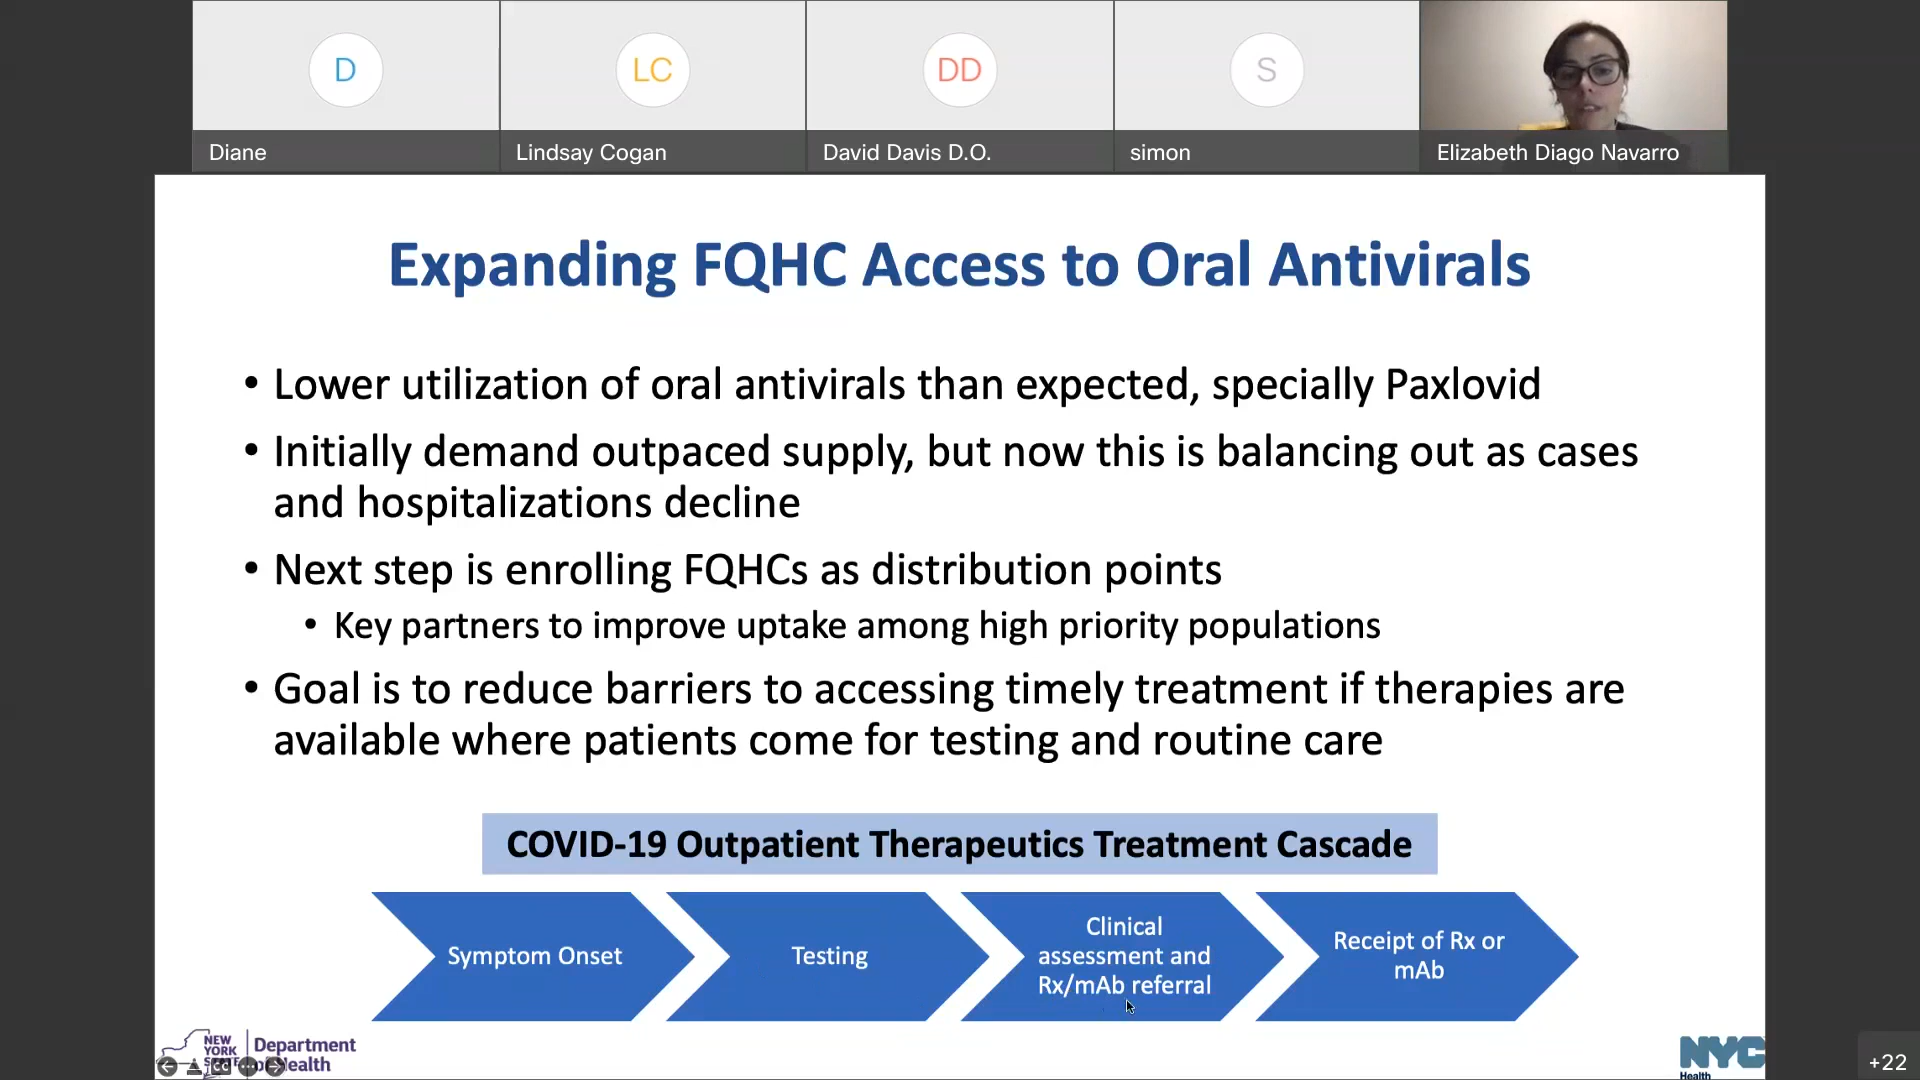 D
LC
DD
S
Diane
Lindsay Cogan
David Davis D.O.
simon
Elizabeth Diago Navarro
Expanding FQHC Access to Oral Antivirals
• Lower utilization of oral antivirals than expected, specially Paxlovid
• Initially demand outpaced supply, but now this is balancing out as cases
and hospitalizations decline
• Next step is enrolling FQHCs as distribution points
• Key partners to improve uptake among high priority populations
• Goal is to reduce barriers to accessing timely treatment if therapies are
available where patients come for testing and routine care
COVID-19 Outpatient Therapeutics Treatment Cascade
Symptom Onset
Testing
Clinical
assessment and
Rx/mAb referral
Receipt of Rx or
mAb
NEW
YORK
Department
of Health
NYC
Health
+22